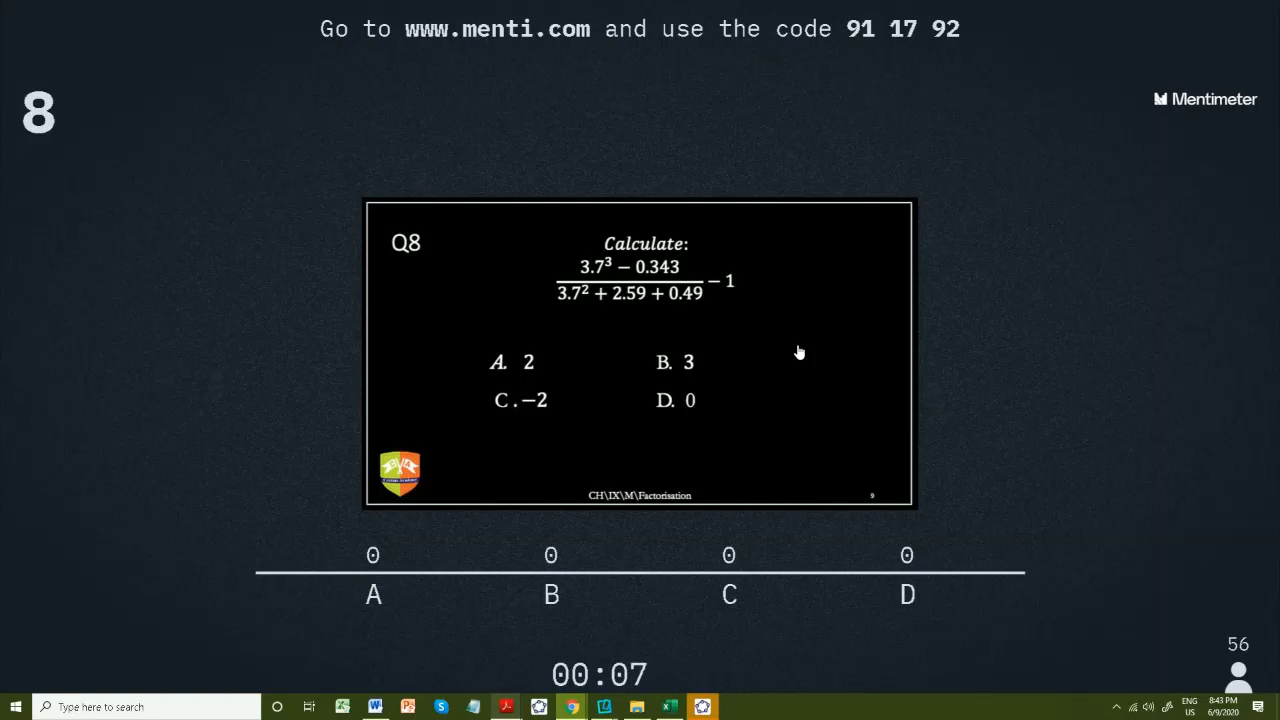 Go to www.menti.com and use the code 91 17 92
8
Mentimeter
Q8
Calculate:
3.7³ − 0.343
3.7² + 2.59 + 0.49
− 1
A. 2
B. 3
C . −2
D. 0
CH\IX\M\Factorisation
9
0 0 0 0
A B C D
00:07
56
Type here to search
ENG
US
8:43 PM
6/9/2020